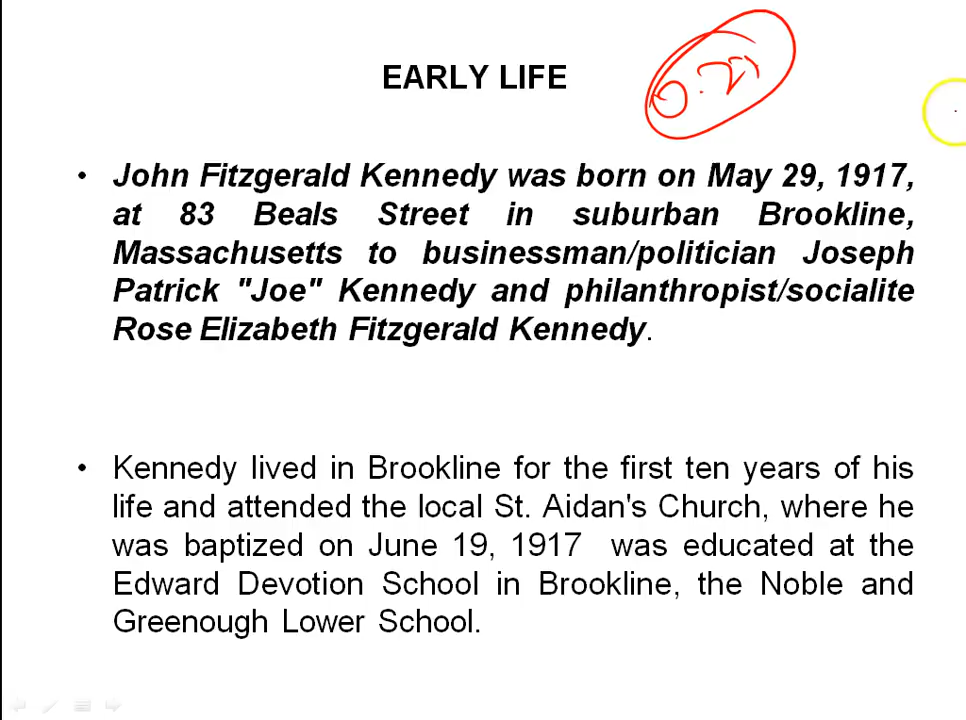 EARLY LIFE
• John Fitzgerald Kennedy was born on May 29, 1917,
at 83 Beals Street in suburban Brookline,
Massachusetts to businessman/politician Joseph
Patrick "Joe" Kennedy and philanthropist/socialite
Rose Elizabeth Fitzgerald Kennedy.
• Kennedy lived in Brookline for the first ten years of his
life and attended the local St. Aidan's Church, where he
was baptized on June 19, 1917 was educated at the
Edward Devotion School in Brookline, the Noble and
Greenough Lower School.